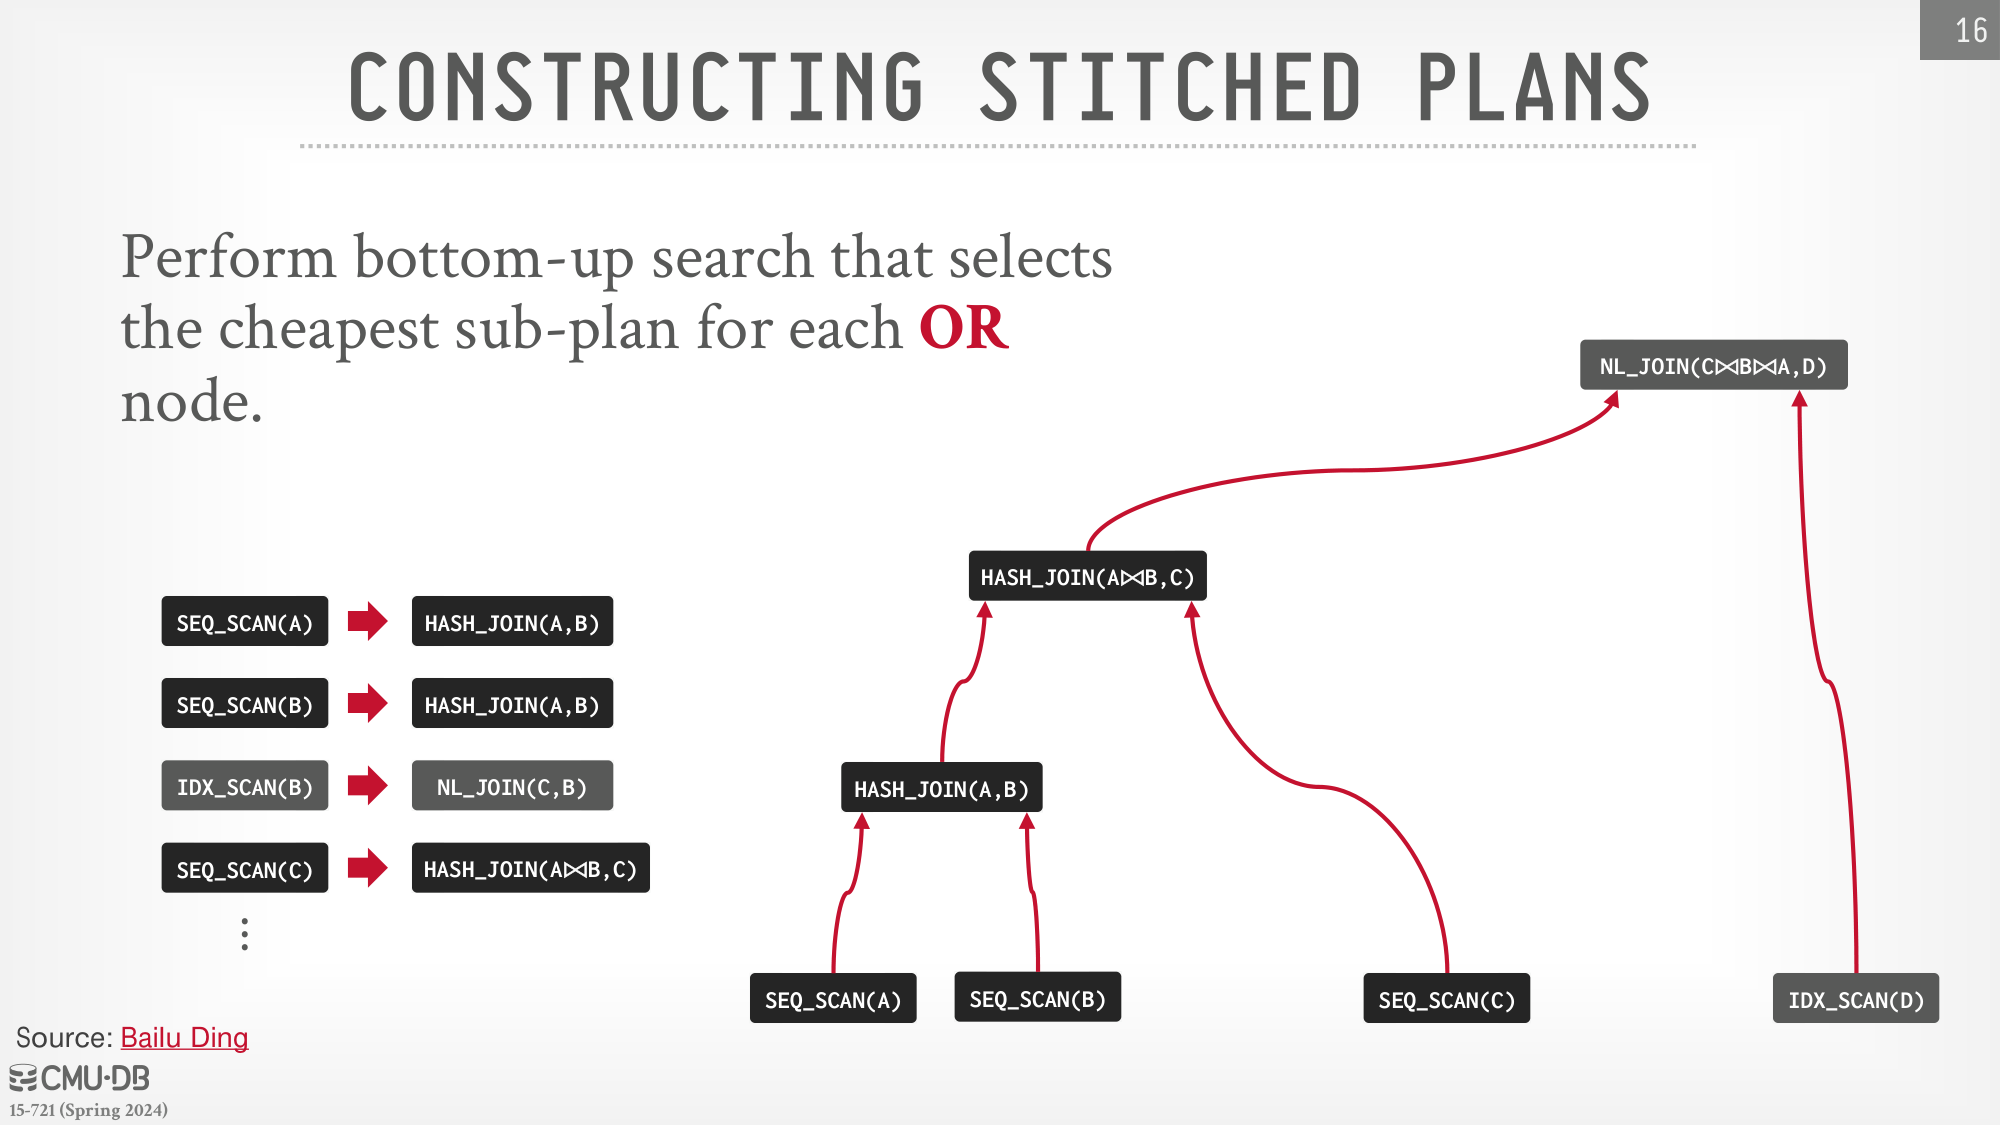 16
CONSTRUCTING STITCHED PLANS
Perform bottom-up search that selects
the cheapest sub-plan for each OR
node.
NL_JOIN(C⋈B⋈A,D)
HASH_JOIN(A⋈B,C)
SEQ_SCAN(A) HASH_JOIN(A,B)
SEQ_SCAN(B) HASH_JOIN(A,B)
IDX_SCAN(B) NL_JOIN(C,B)
HASH_JOIN(A,B)
SEQ_SCAN(C) HASH_JOIN(A⋈B,C)
⋮
SEQ_SCAN(A) SEQ_SCAN(B) SEQ_SCAN(C) IDX_SCAN(D)
Source: Bailu Ding
CMU·DB
15-721 (Spring 2024)